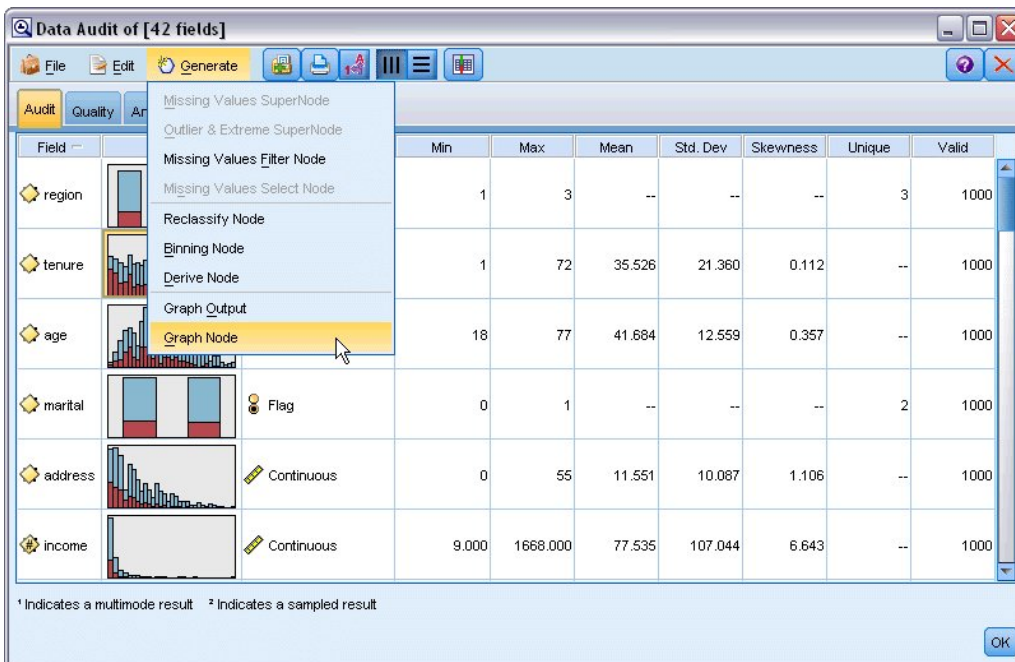 Data Audit of [42 fields]
File Edit Generate
Audit Quality An
Missing Values SuperNode
Outlier & Extreme SuperNode
Missing Values Filter Node
Missing Values Select Node
Reclassify Node
Binning Node
Derive Node
Graph Output
Graph Node
Field Min Max Mean Std. Dev Skewness Unique Valid
region 1 3 -- -- -- 3 1000
tenure 1 72 35.526 21.360 0.112 -- 1000
age 18 77 41.684 12.559 0.357 -- 1000
marital Flag 0 1 -- -- -- 2 1000
address Continuous 0 55 11.551 10.087 1.106 -- 1000
income Continuous 9.000 1668.000 77.535 107.044 6.643 -- 1000
¹ Indicates a multimode result ² Indicates a sampled result
OK